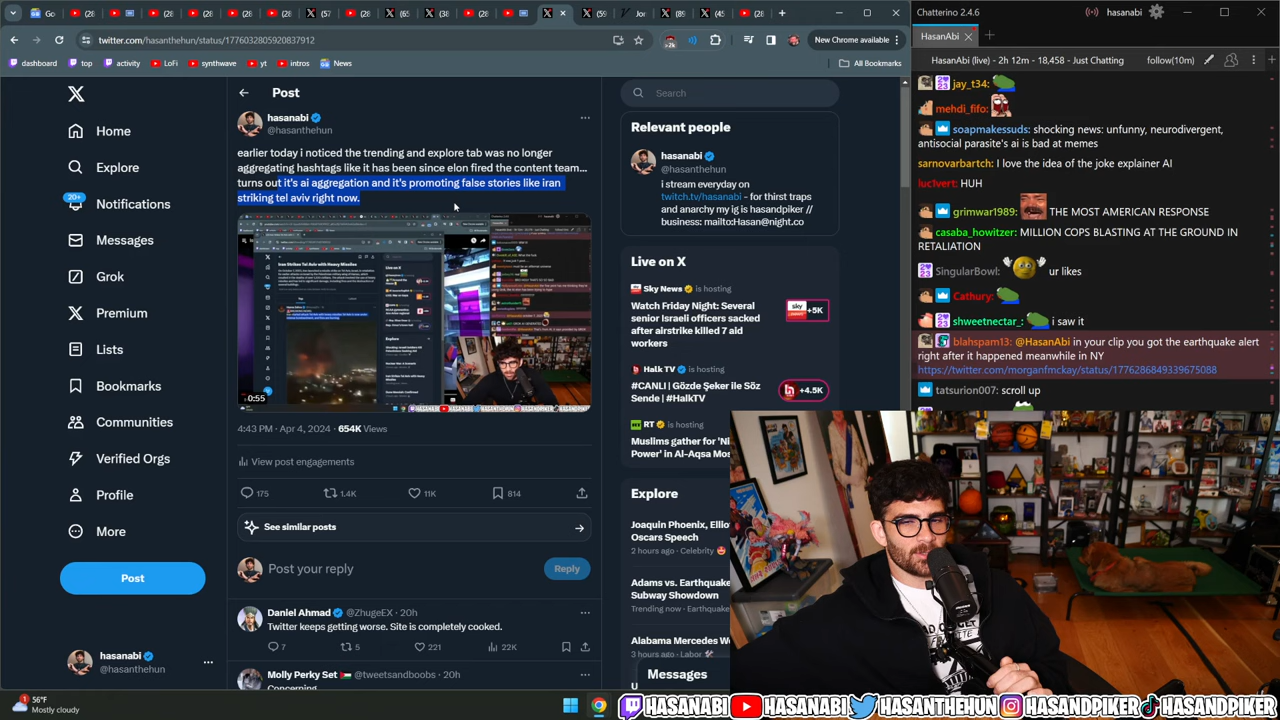 Go
New Chrome available
twitter.com/hasanthehun/status/1776032805920837912
dashboard
top
activity
LoFi
synthwave
yt
intros
News
All Bookmarks
Home
Explore
20+
Notifications
Messages
Grok
Premium
Lists
Bookmarks
Communities
Verified Orgs
Profile
More
Post
hasanabi
@hasanthehun
Post
hasanabi
@hasanthehun
earlier today i noticed the trending and explore tab was no longer
aggregating hashtags like it has been since elon fired the content team...
turns out it's ai aggregation and it's promoting false stories like iran
striking tel aviv right now.
Iran Strikes Tel Aviv with Heavy Missiles
0:55
4:43 PM · Apr 4, 2024 · 654K Views
View post engagements
175
1.4K
11K
814
See similar posts
Post your reply
Reply
Daniel Ahmad @ZhugeEX · 20h
Twitter keeps getting worse. Site is completely cooked.
7
5
221
22K
Molly Perky Set @tweetsandboobs · 20h
Concerning
Search
Relevant people
hasanabi
@hasanthehun
i stream everyday on
twitch.tv/hasanabi - for thirst traps
and anarchy my ig is hasandpiker //
business: mailtoxHasan@night.co
Live on X
Sky News is hosting
Watch Friday Night: Several
senior Israeli officers sacked
after airstrike killed 7 aid
workers
+5K
Halk TV is hosting
#CANLI | Gözde Şeker ile Söz
Sende | #HalkTV
+4.5K
RT is hosting
Muslims gather for 'Ni
Power' in Al-Aqsa Mos
Explore
Joaquin Phoenix, Ellio
Oscars Speech
2 hours ago · Celebrity
Adams vs. Earthquake
Subway Showdown
Trending now · Earthquake
Alabama Mercedes W
3 hours ago · Labor
Messages
Chatterino 2.4.6
hasanabi
HasanAbi
HasanAbi (live) - 2h 12m - 18,458 - Just Chatting
follow(10m)
jay_t34:
mehdi_fifo:
soapmakessuds: shocking news: unfunny, neurodivergent,
antisocial parasite's ai is bad at memes
sarnovarbartch: I love the idea of the joke explainer AI
luc1vert: HUH
grimwar1989: THE MOST AMERICAN REPORT
casaba_howitzer: MILLION COPS BLASTING AT THE GROUND IN
RETALIATION
SingularBowl: ur likes
Cathury:
shweetnectar_: i saw it
blahspam13: @HasanAbi in your clip you got the earthquake alert
right after it happened meanwhile in NY
https://twitter.com/morganfmckay/status/1776286849339675088
tatsurion007: scroll up
56°F
Mostly cloudy
HASANABI
HASANABI
HASANTHEHUN
HASANDPIKER
HASANDPIKER